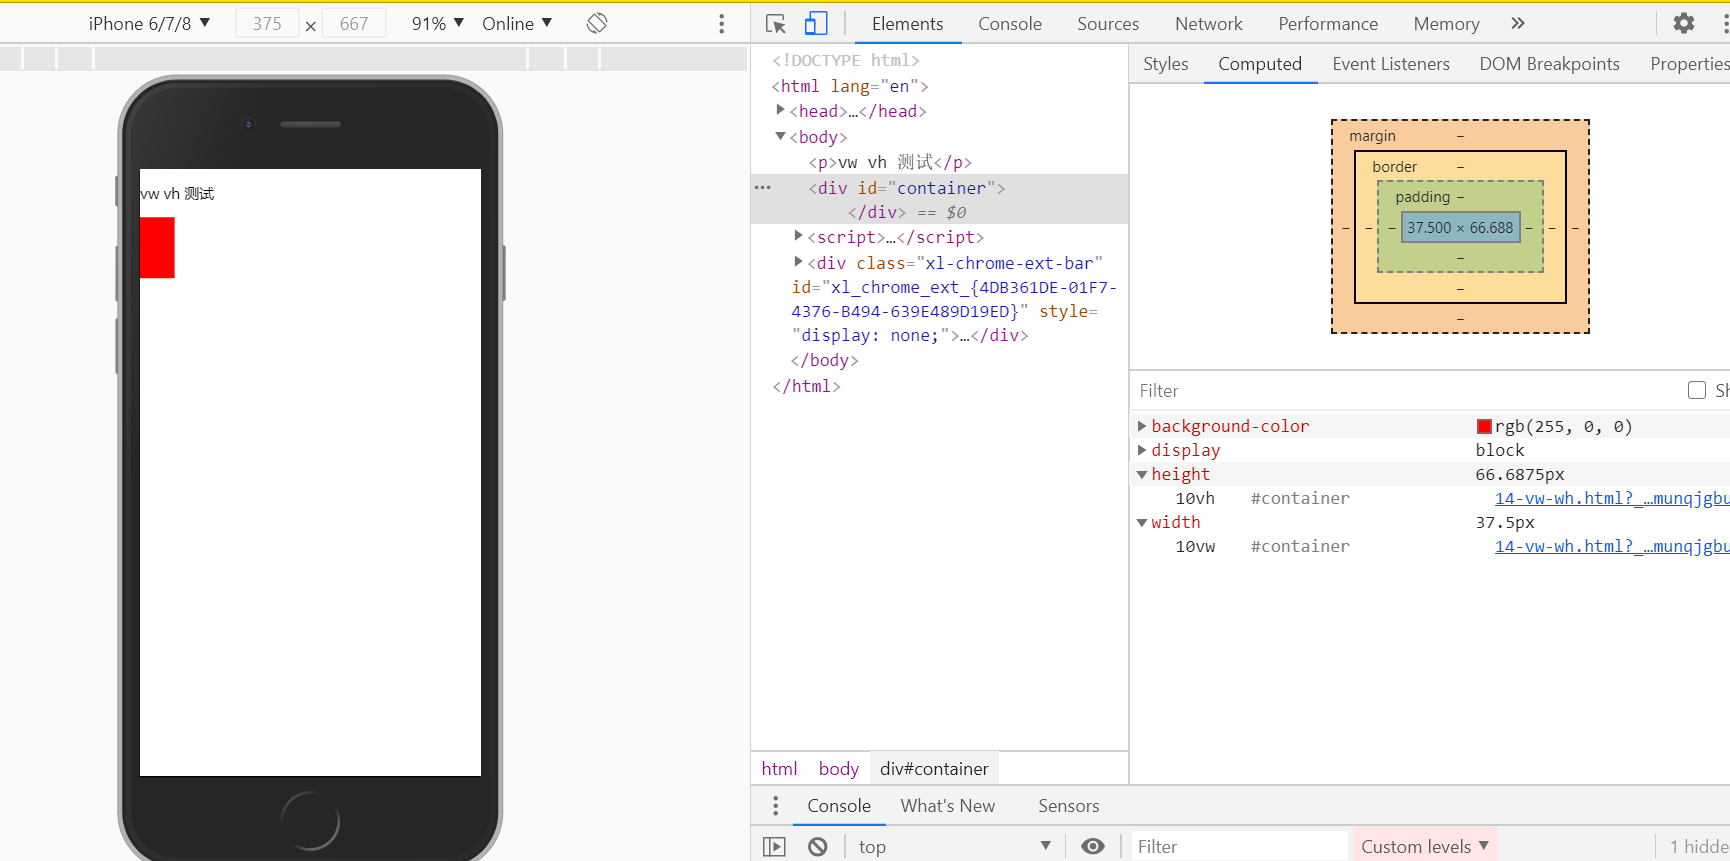 iPhone 6/7/8 ▼ 375 × 667 91% ▼ Online ▼
vw vh 测试
Elements Console Sources Network Performance Memory »
<!DOCTYPE html>
<html lang="en">
▶<head>…</head>
▼<body>
<p>vw vh 测试</p>
<div id="container">
</div> == $0
▶<script>…</script>
▶<div class="xl-chrome-ext-bar"
id="xl_chrome_ext_{4DB361DE-01F7-
4376-B494-639E489D19ED}" style=
"display: none;">…</div>
</body>
</html>
html body div#container
Styles Computed Event Listeners DOM Breakpoints Properties
margin –
border –
padding –
– – – 37.500 × 66.688 – – –
–
–
–
Filter Sh
background-color rgb(255, 0, 0)
display block
height 66.6875px
10vh #container 14-vw-wh.html?_…munqjgbu
width 37.5px
10vw #container 14-vw-wh.html?_…munqjgbu
Console What's New Sensors
top ▼ Filter Custom levels ▼ 1 hidde